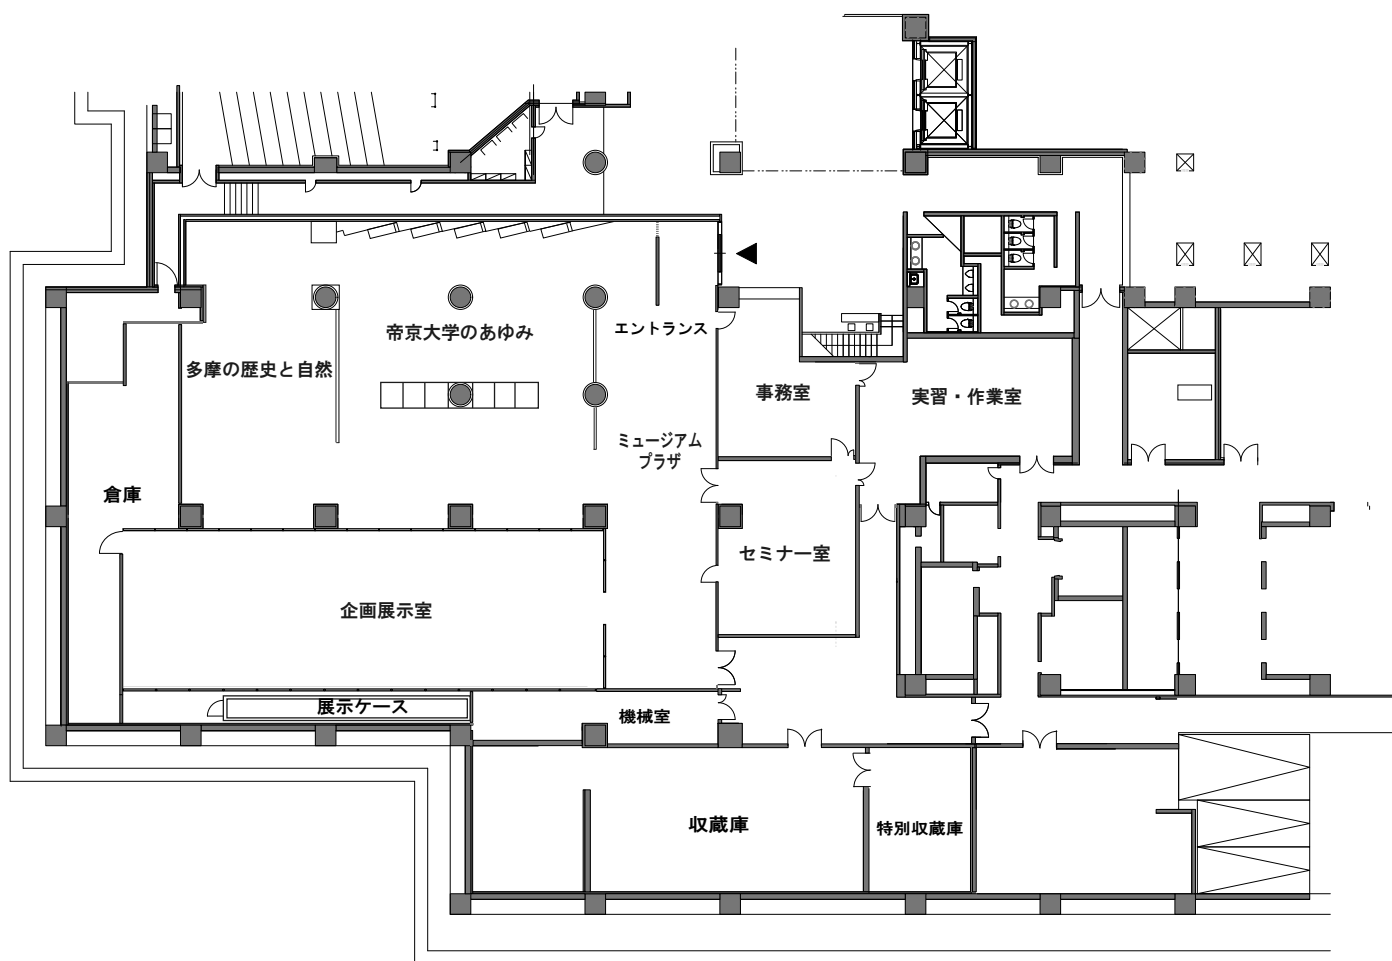 エントランス
帝京大学のあゆみ
多摩の歴史と自然
事務室
実習・作業室
ミュージアム
プラザ
倉庫
セミナー室
企画展示室
展示ケース
機械室
収蔵庫
特別収蔵庫